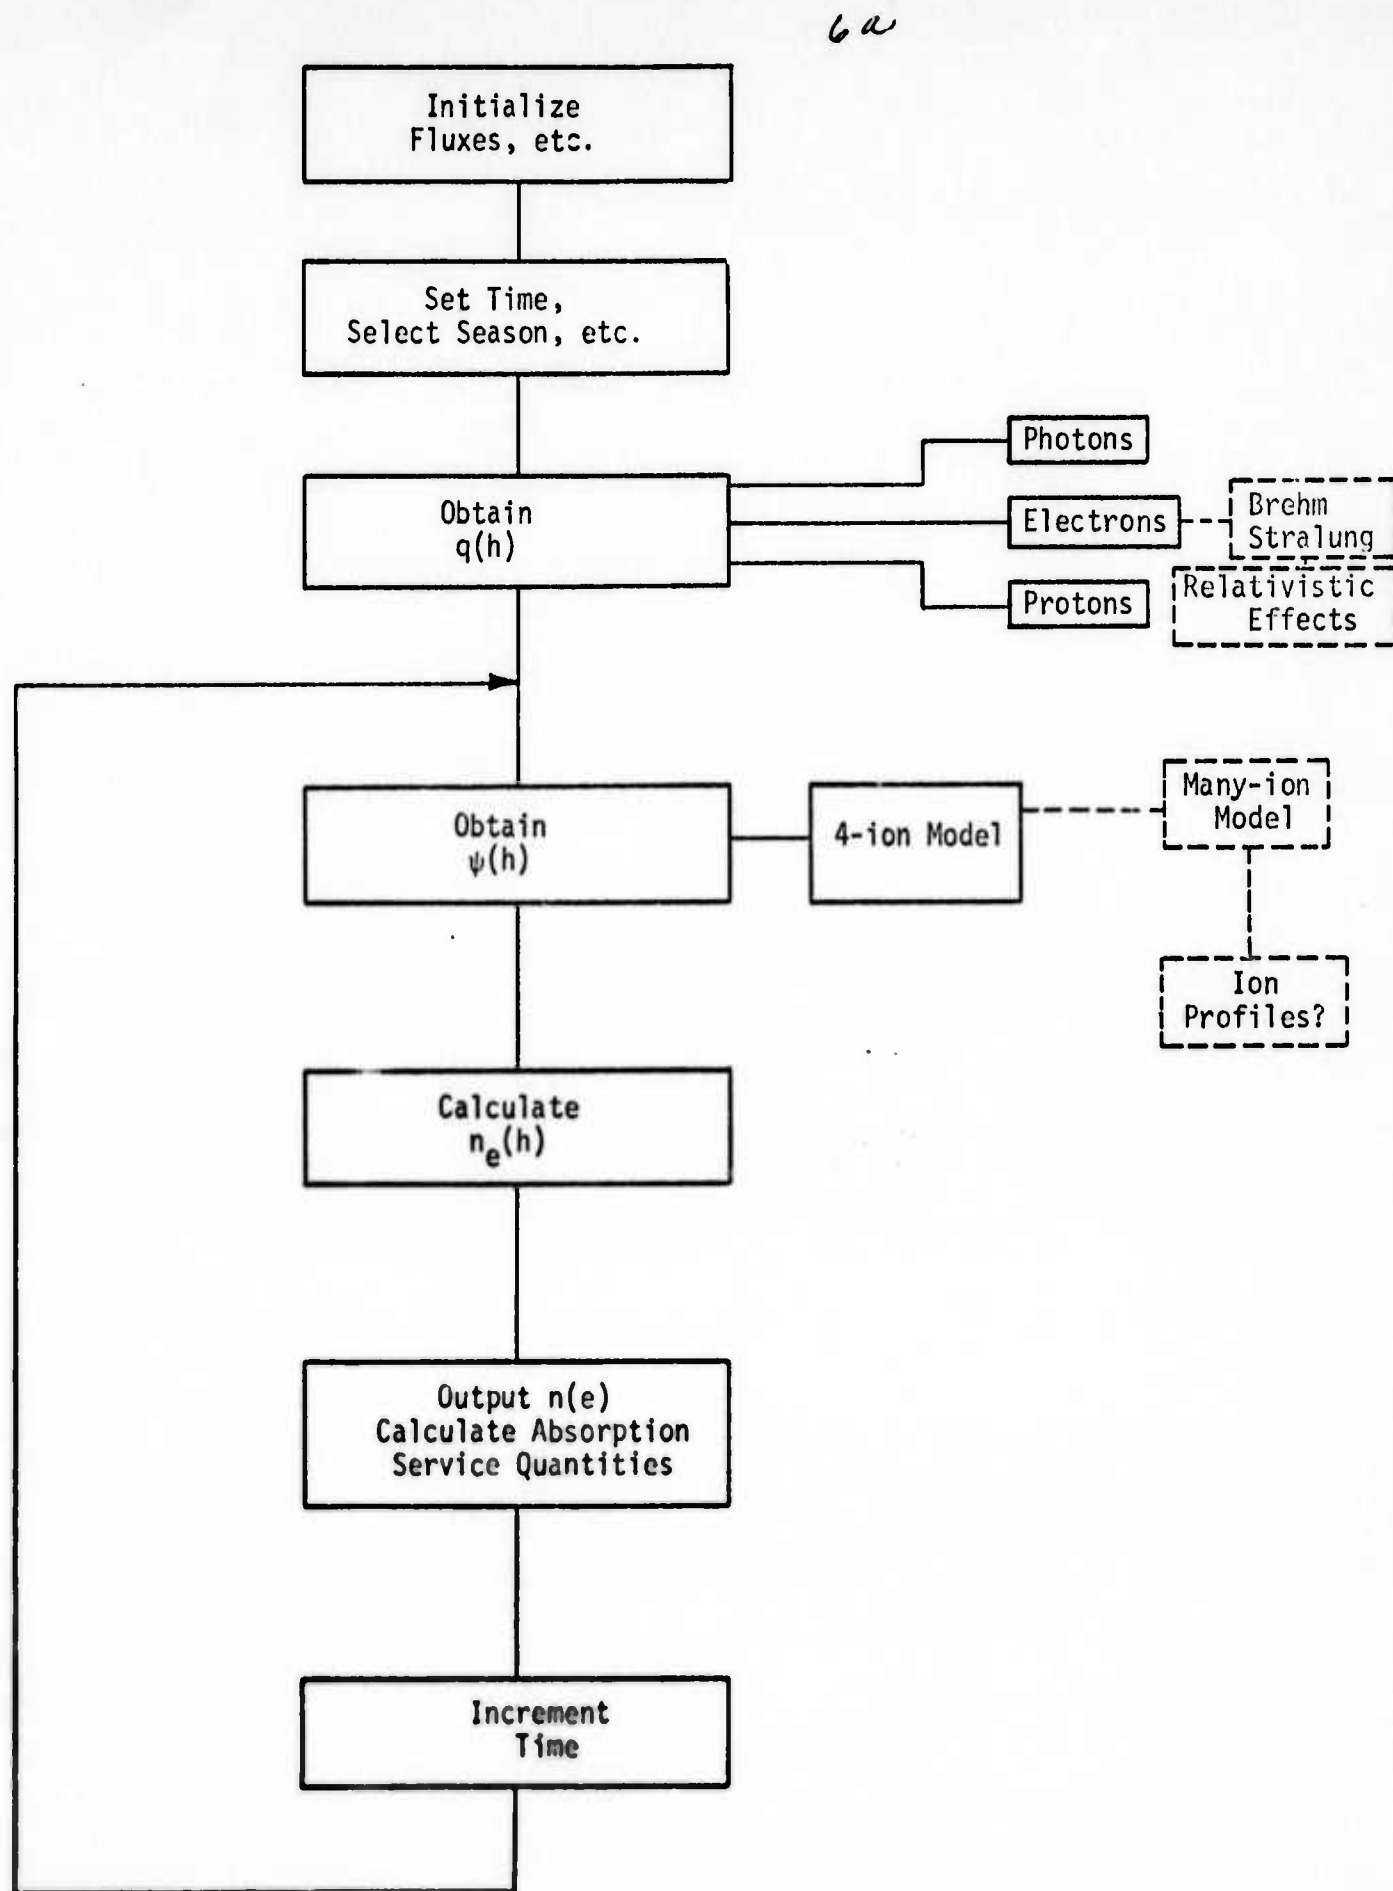 6a
Initialize
Fluxes, etc.
Set Time,
Select Season, etc.
Obtain
q(h)
Photons
Electrons
Brehm
Stralung
Protons
Relativistic
Effects
Obtain
ψ(h)
4-ion Model
Many-ion
Model
Ion
Profiles?
Calculate
n_e(h)
Output n(e)
Calculate Absorption
Service Quantities
Increment
Time